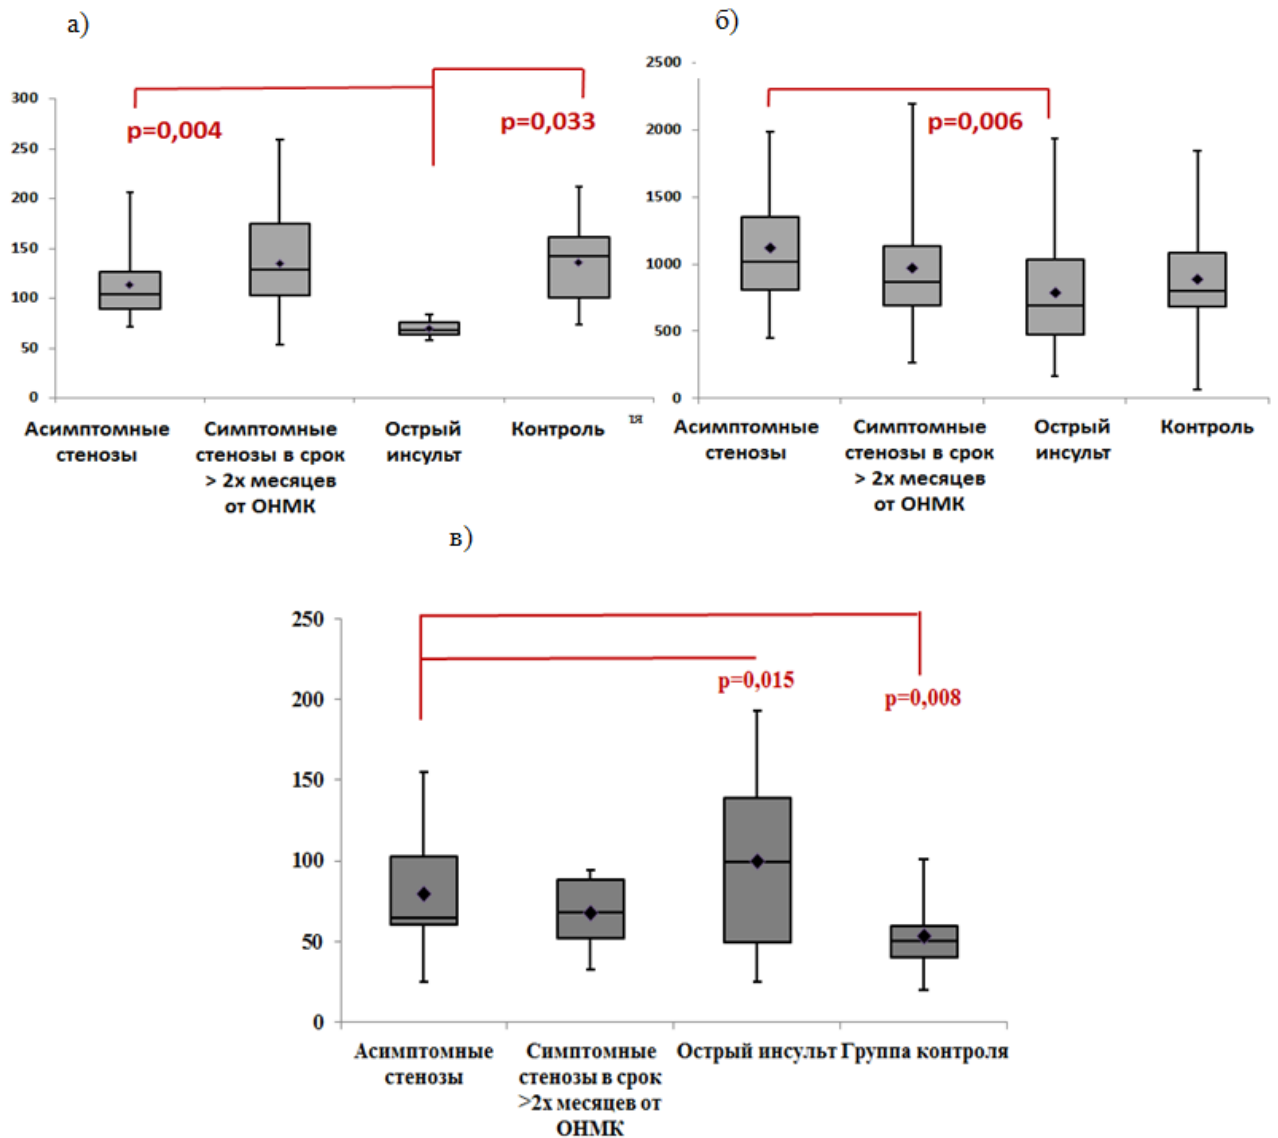 а)
300
250
200
150
100
50
0
p=0,004
p=0,033
Асимптомные
стенозы
Симптомные
стенозы в срок
> 2х месяцев
от ОНМК
Острый
инсульт
Контроль
ıя
б)
2500
2000
1500
1000
500
0
p=0,006
Асимптомные
стенозы
Симптомные
стенозы в срок
> 2х месяцев
от ОНМК
Острый
инсульт
Контроль
в)
250
200
150
100
50
0
p=0,015
p=0,008
Асимптомные
стенозы
Симптомные
стенозы в срок
>2х месяцев от
ОНМК
Острый инсульт
Группа контроля